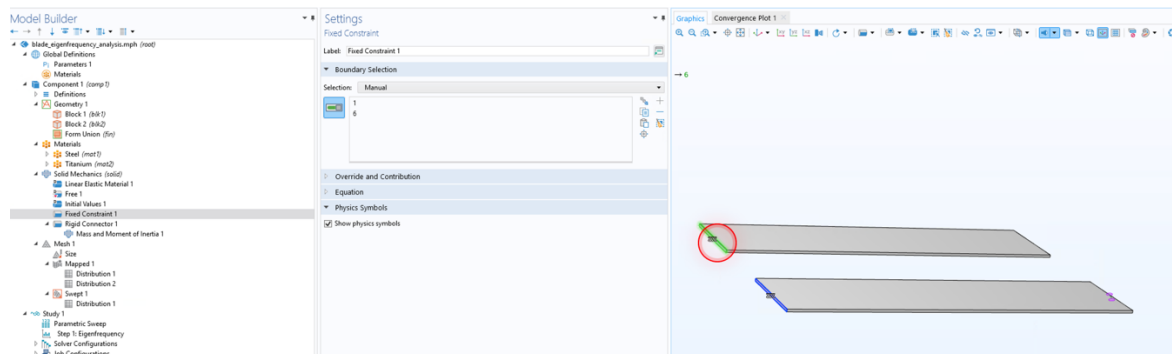 Model Builder
blade_eigenfrequency_analysis.mph (root)
Global Definitions
Pi Parameters 1
Materials
Component 1 (comp1)
Definitions
Geometry 1
Block 1 (blk1)
Block 2 (blk2)
Form Union (fin)
Materials
Steel (mat1)
Titanium (mat2)
Solid Mechanics (solid)
Linear Elastic Material 1
Free 1
Initial Values 1
Fixed Constraint 1
Rigid Connector 1
Mass and Moment of Inertia 1
Mesh 1
Size
Mapped 1
Distribution 1
Distribution 2
Swept 1
Distribution 1
Study 1
Parametric Sweep
Step 1: Eigenfrequency
Solver Configurations
Job Configurations
Settings
Fixed Constraint
Label: Fixed Constraint 1
Boundary Selection
Selection: Manual
1
6
Override and Contribution
Equation
Physics Symbols
Show physics symbols
Graphics Convergence Plot 1
6